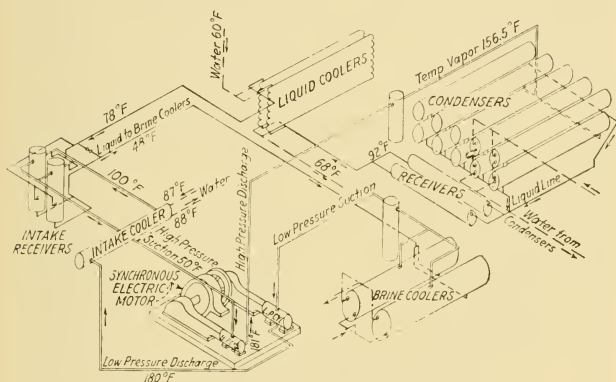 Water 60°F
LIQUID COOLERS
Temp Vapor 156.5°F
CONDENSERS
78°F
Liquid to Brine Coolers
48°F
100°F
87°F
Water
88°F
68°F
92°F
RECEIVERS
Liquid Line
Water from
Condensers
INTAKE
RECEIVERS
INTAKE COOLER
High Pressure
Suction 50°F
High Pressure Discharge
Low Pressure Suction
SYNCHRONOUS
ELECTRIC
MOTOR
181°F
BRINE COOLERS
Low Pressure Discharge
180°F